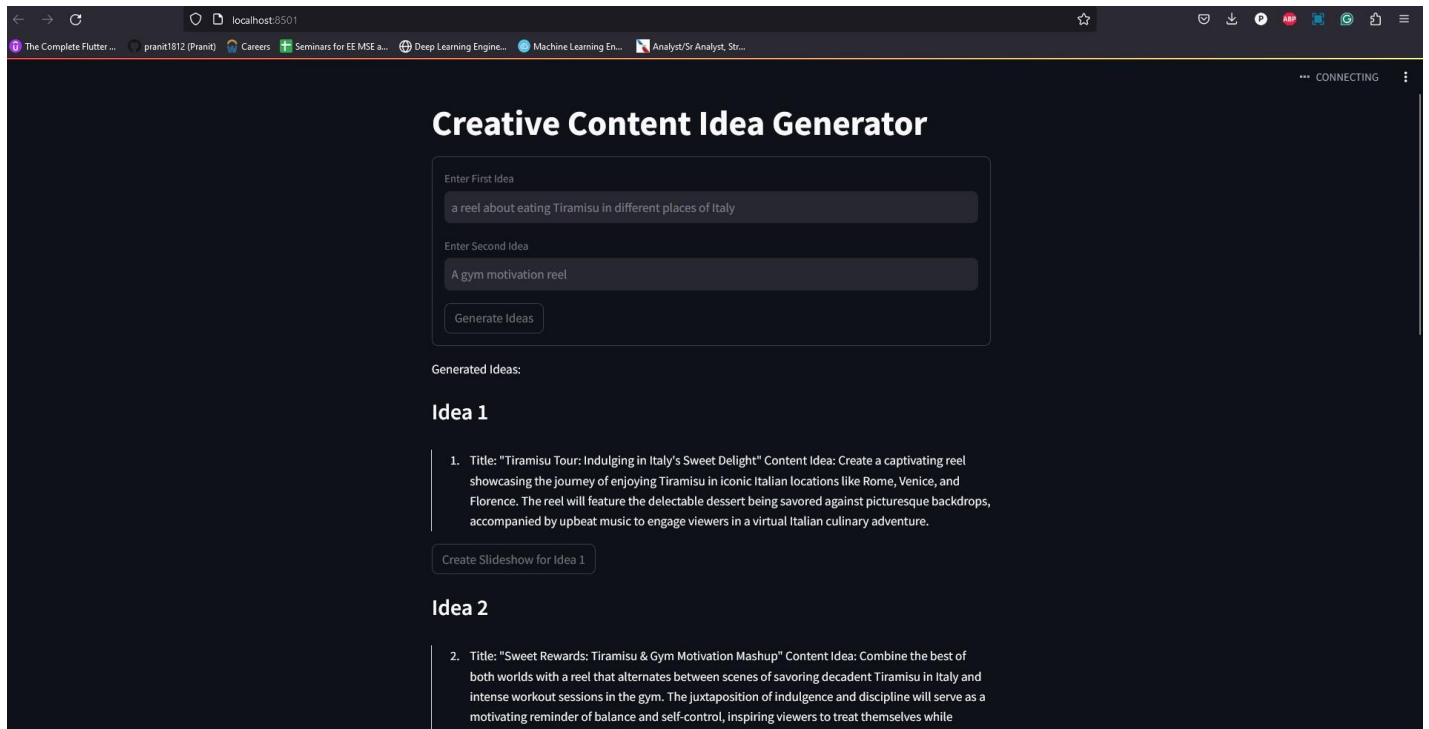 localhost:8501
The Complete Flutter ... pranit1812 (Pranit) Careers Seminars for EE MSE a... Deep Learning Engine... Machine Learning En... Analyst/Sr Analyst, Str...
CONNECTING
Creative Content Idea Generator
Enter First Idea
a reel about eating Tiramisu in different places of Italy
Enter Second Idea
A gym motivation reel
Generate Ideas
Generated Ideas:
Idea 1
1. Title: "Tiramisu Tour: Indulging in Italy's Sweet Delight" Content Idea: Create a captivating reel
showcasing the journey of enjoying Tiramisu in iconic Italian locations like Rome, Venice, and
Florence. The reel will feature the delectable dessert being savored against picturesque backdrops,
accompanied by upbeat music to engage viewers in a virtual Italian culinary adventure.
Create Slideshow for Idea 1
Idea 2
2. Title: "Sweet Rewards: Tiramisu & Gym Motivation Mashup" Content Idea: Combine the best of
both worlds with a reel that alternates between scenes of savoring decadent Tiramisu in Italy and
intense workout sessions in the gym. The juxtaposition of indulgence and discipline will serve as a
motivating reminder of balance and self-control, inspiring viewers to treat themselves while